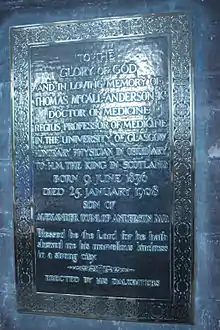 TO THE
GLORY OF GOD
AND IN LOVING MEMORY OF
THOMAS MCCALL ANDERSON
DOCTOR OF MEDICINE
REGIUS PROFESSOR OF MEDICINE
IN THE UNIVERSITY OF GLASGOW
PHYSICIAN IN ORDINARY
TO H.M. THE KING IN SCOTLAND
BORN 9 JUNE 1836
DIED 25 JANUARY 1908
SON OF
ALEXANDER DUNLOP ANDERSON M.D.
Blessed be the Lord for he hath
shewed me his marvellous kindness
in a strong city
ERECTED BY HIS DAUGHTERS